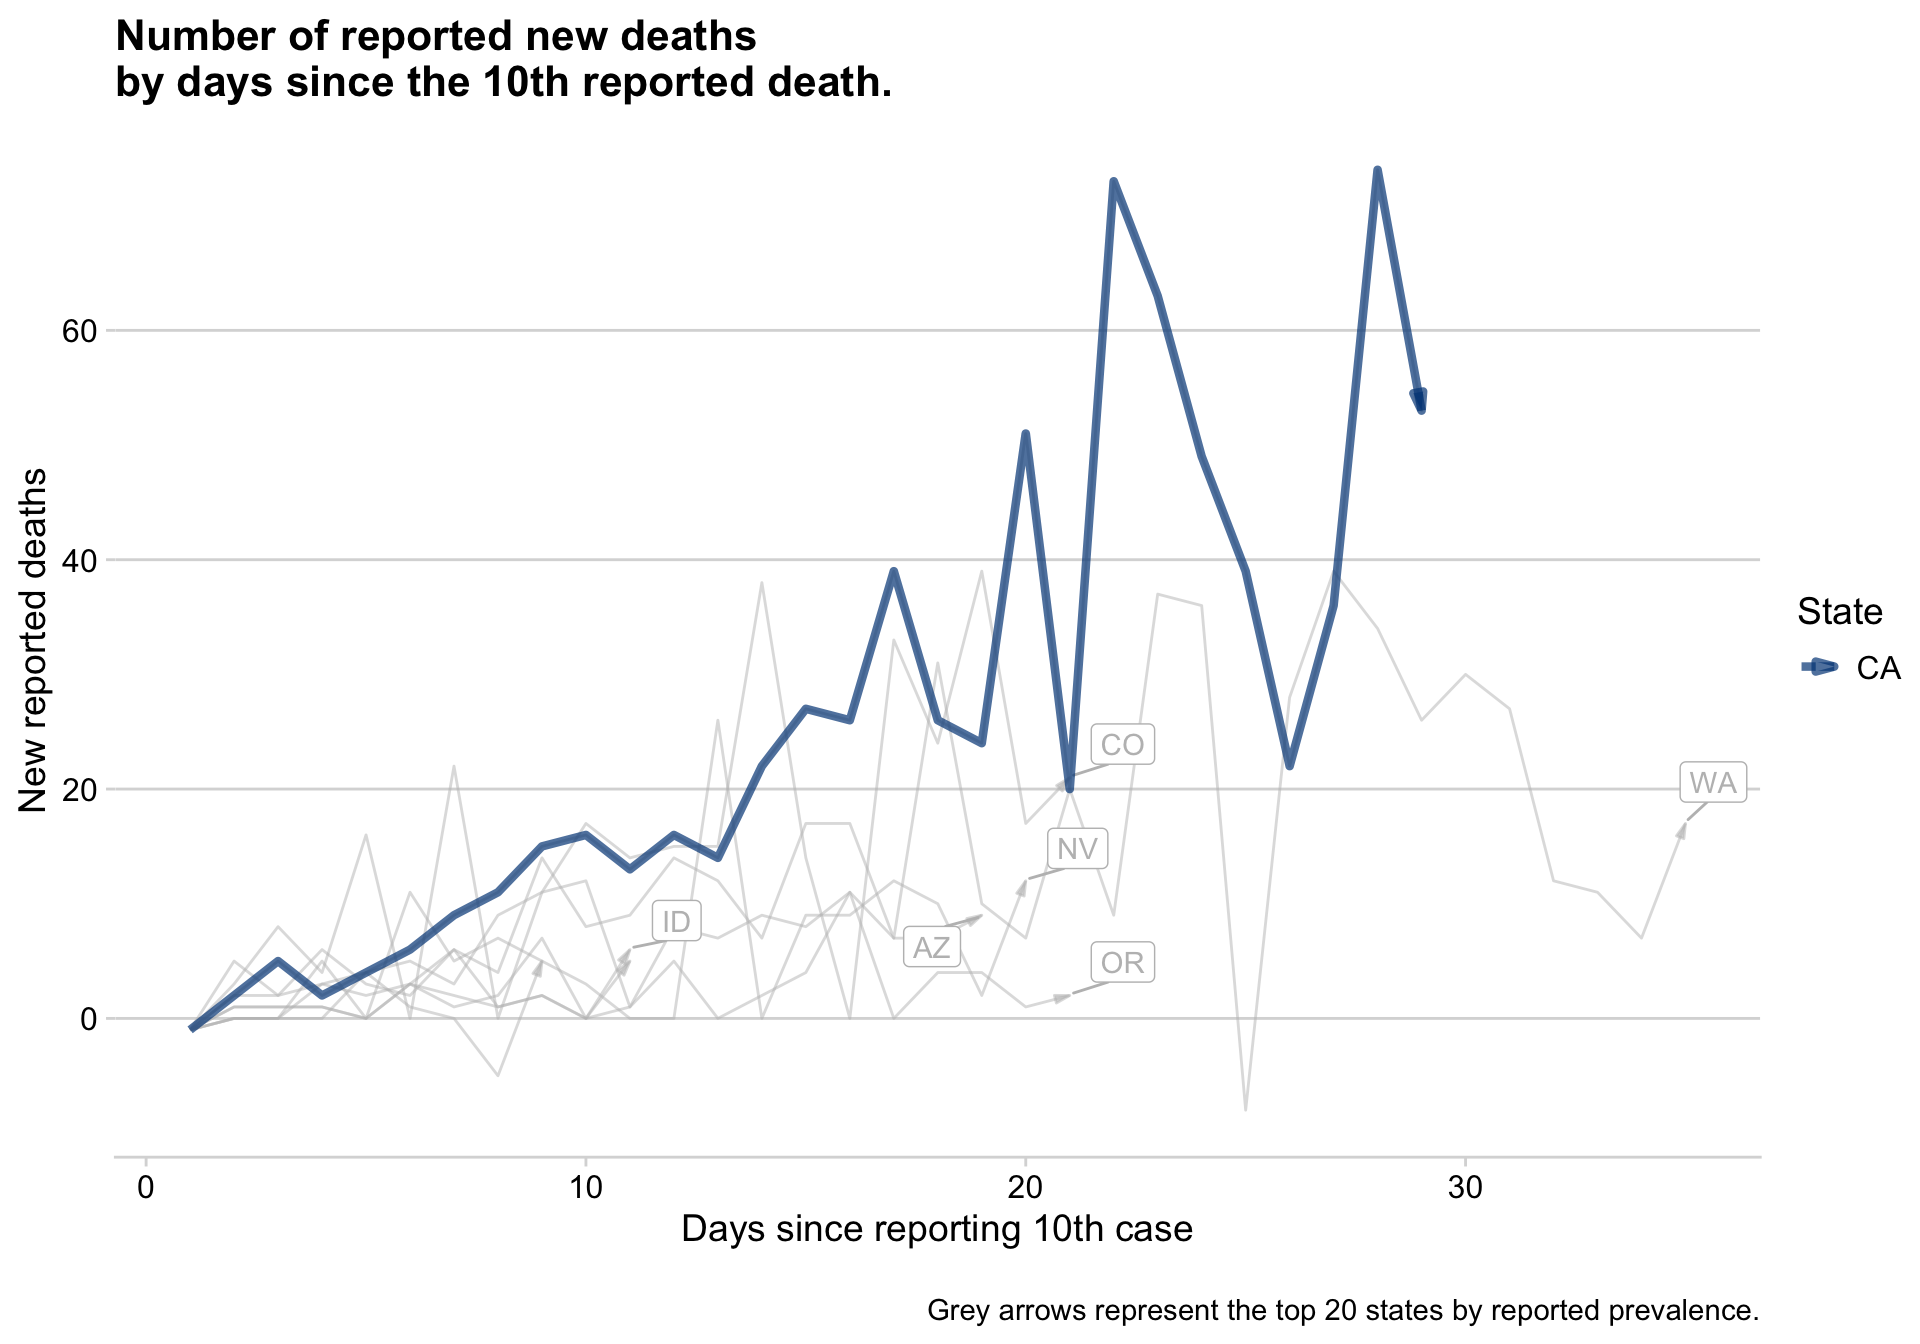 Number of reported new deaths
by days since the 10th reported death.
New reported deaths
60
40
20
0
CO
WA
NV
ID
AZ
OR
0
10
20
30
Days since reporting 10th case
State
CA
Grey arrows represent the top 20 states by reported prevalence.